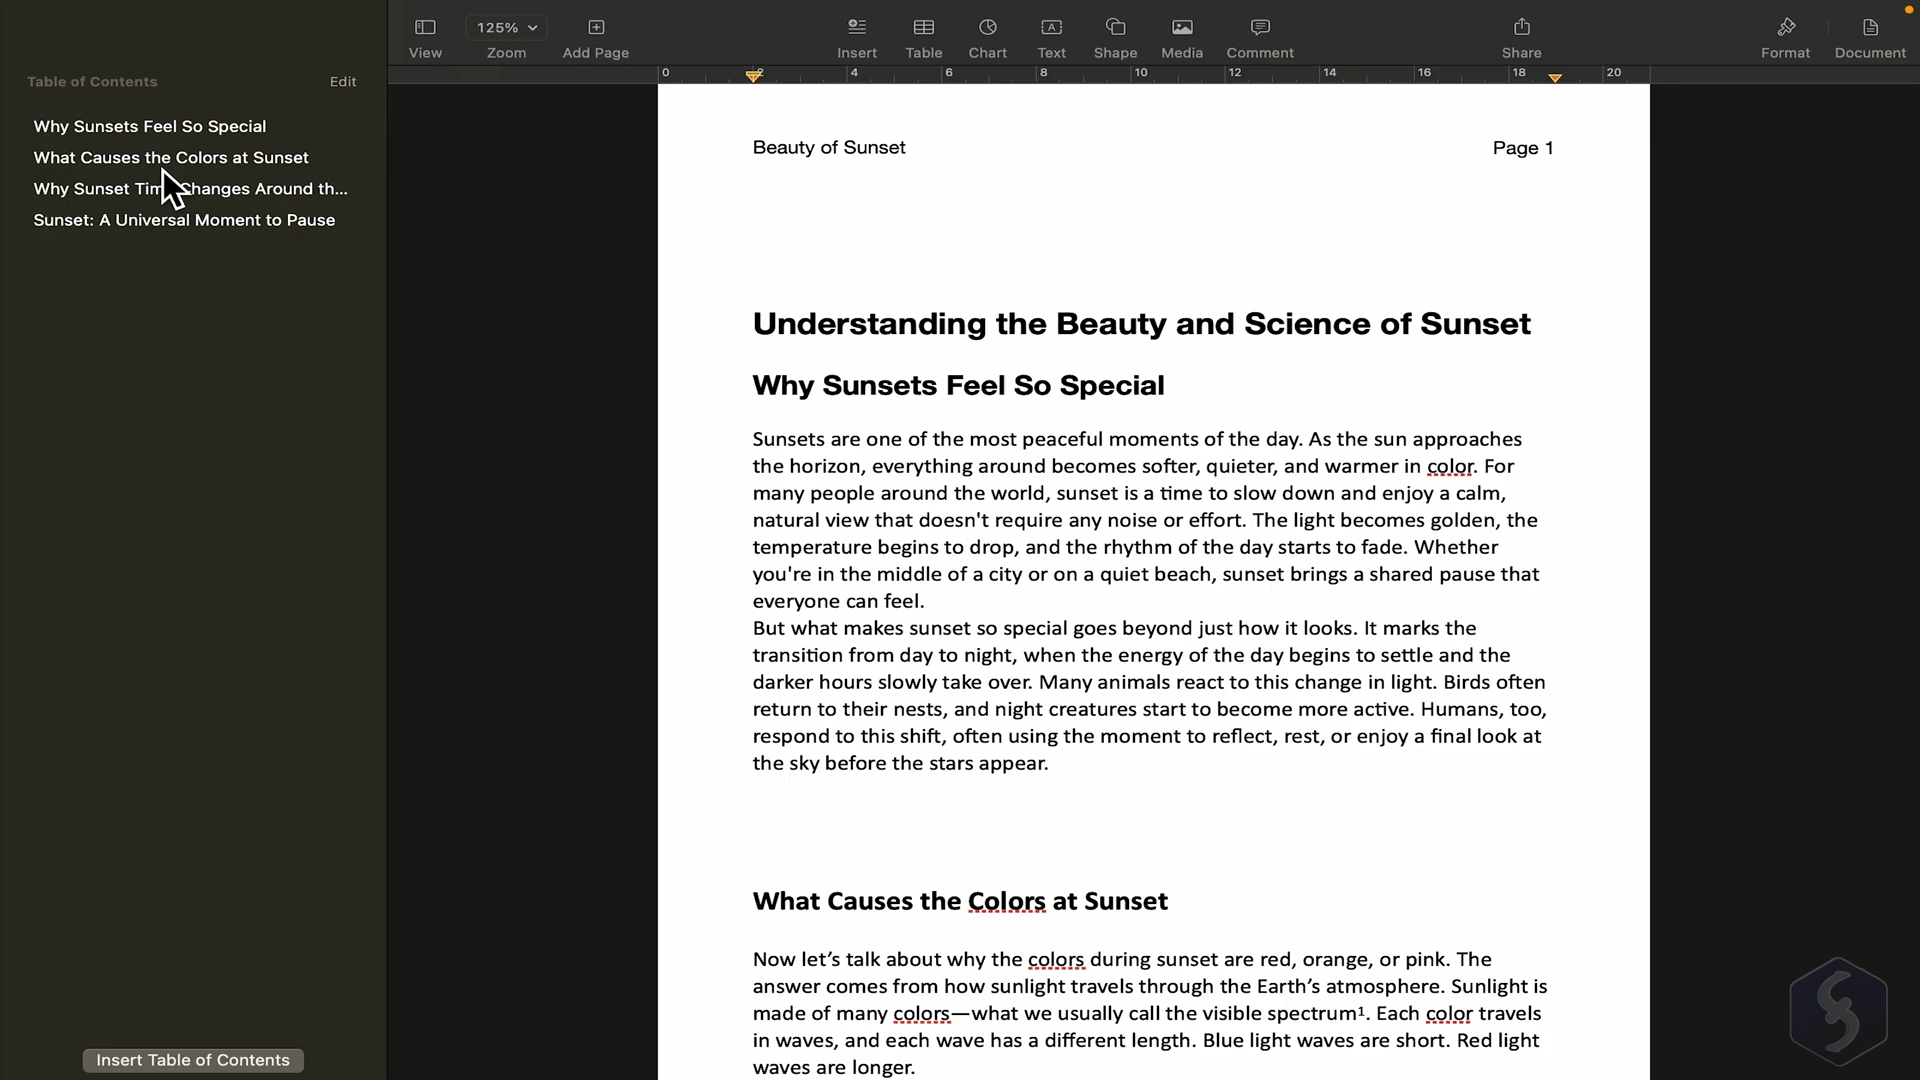 View
125%
Zoom
Add Page
Insert
Table
Chart
Text
Shape
Media
Comment
Share
Format
Document
Table of Contents
Edit
Why Sunsets Feel So Special
What Causes the Colors at Sunset
Why Sunset Time Changes Around th...
Sunset: A Universal Moment to Pause
Insert Table of Contents
0 2 4 6 8 10 12 14 16 18 20
Beauty of Sunset
Page 1
Understanding the Beauty and Science of Sunset
Why Sunsets Feel So Special
Sunsets are one of the most peaceful moments of the day. As the sun approaches
the horizon, everything around becomes softer, quieter, and warmer in color. For
many people around the world, sunset is a time to slow down and enjoy a calm,
natural view that doesn't require any noise or effort. The light becomes golden, the
temperature begins to drop, and the rhythm of the day starts to fade. Whether
you're in the middle of a city or on a quiet beach, sunset brings a shared pause that
everyone can feel.
But what makes sunset so special goes beyond just how it looks. It marks the
transition from day to night, when the energy of the day begins to settle and the
darker hours slowly take over. Many animals react to this change in light. Birds often
return to their nests, and night creatures start to become more active. Humans, too,
respond to this shift, often using the moment to reflect, rest, or enjoy a final look at
the sky before the stars appear.
What Causes the Colors at Sunset
Now let’s talk about why the colors during sunset are red, orange, or pink. The
answer comes from how sunlight travels through the Earth’s atmosphere. Sunlight is
made of many colors—what we usually call the visible spectrum¹. Each color travels
in waves, and each wave has a different length. Blue light waves are short. Red light
waves are longer.